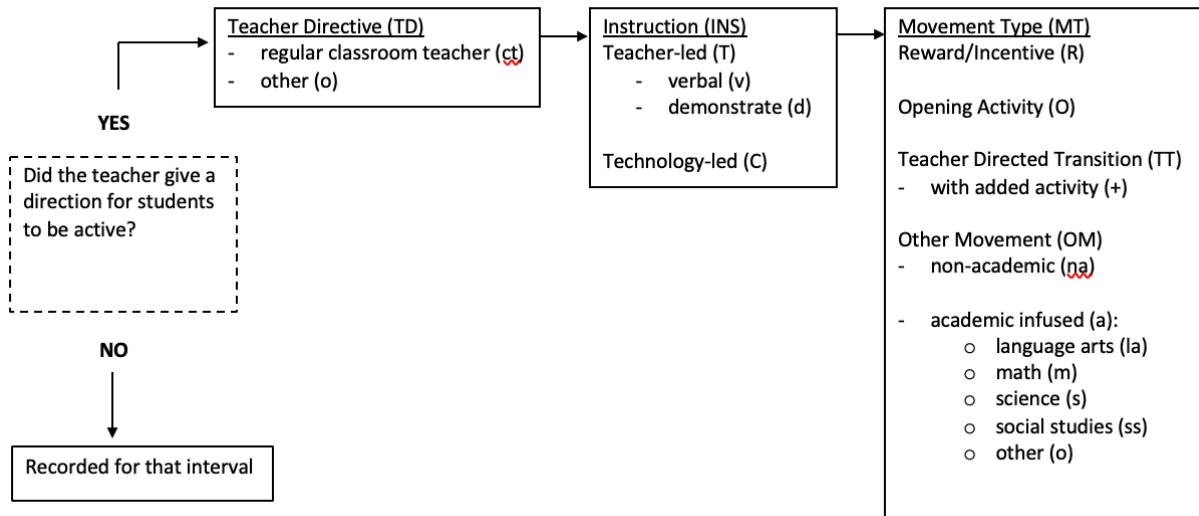 Teacher Directive (TD)
- regular classroom teacher (ct)
- other (o)
Instruction (INS)
Teacher-led (T)
- verbal (v)
- demonstrate (d)
Technology-led (C)
Movement Type (MT)
Reward/Incentive (R)
Opening Activity (O)
Teacher Directed Transition (TT)
- with added activity (+)
Other Movement (OM)
- non-academic (na)
- academic infused (a):
o language arts (la)
o math (m)
o science (s)
o social studies (ss)
o other (o)
YES
Did the teacher give a
direction for students
to be active?
NO
Recorded for that interval